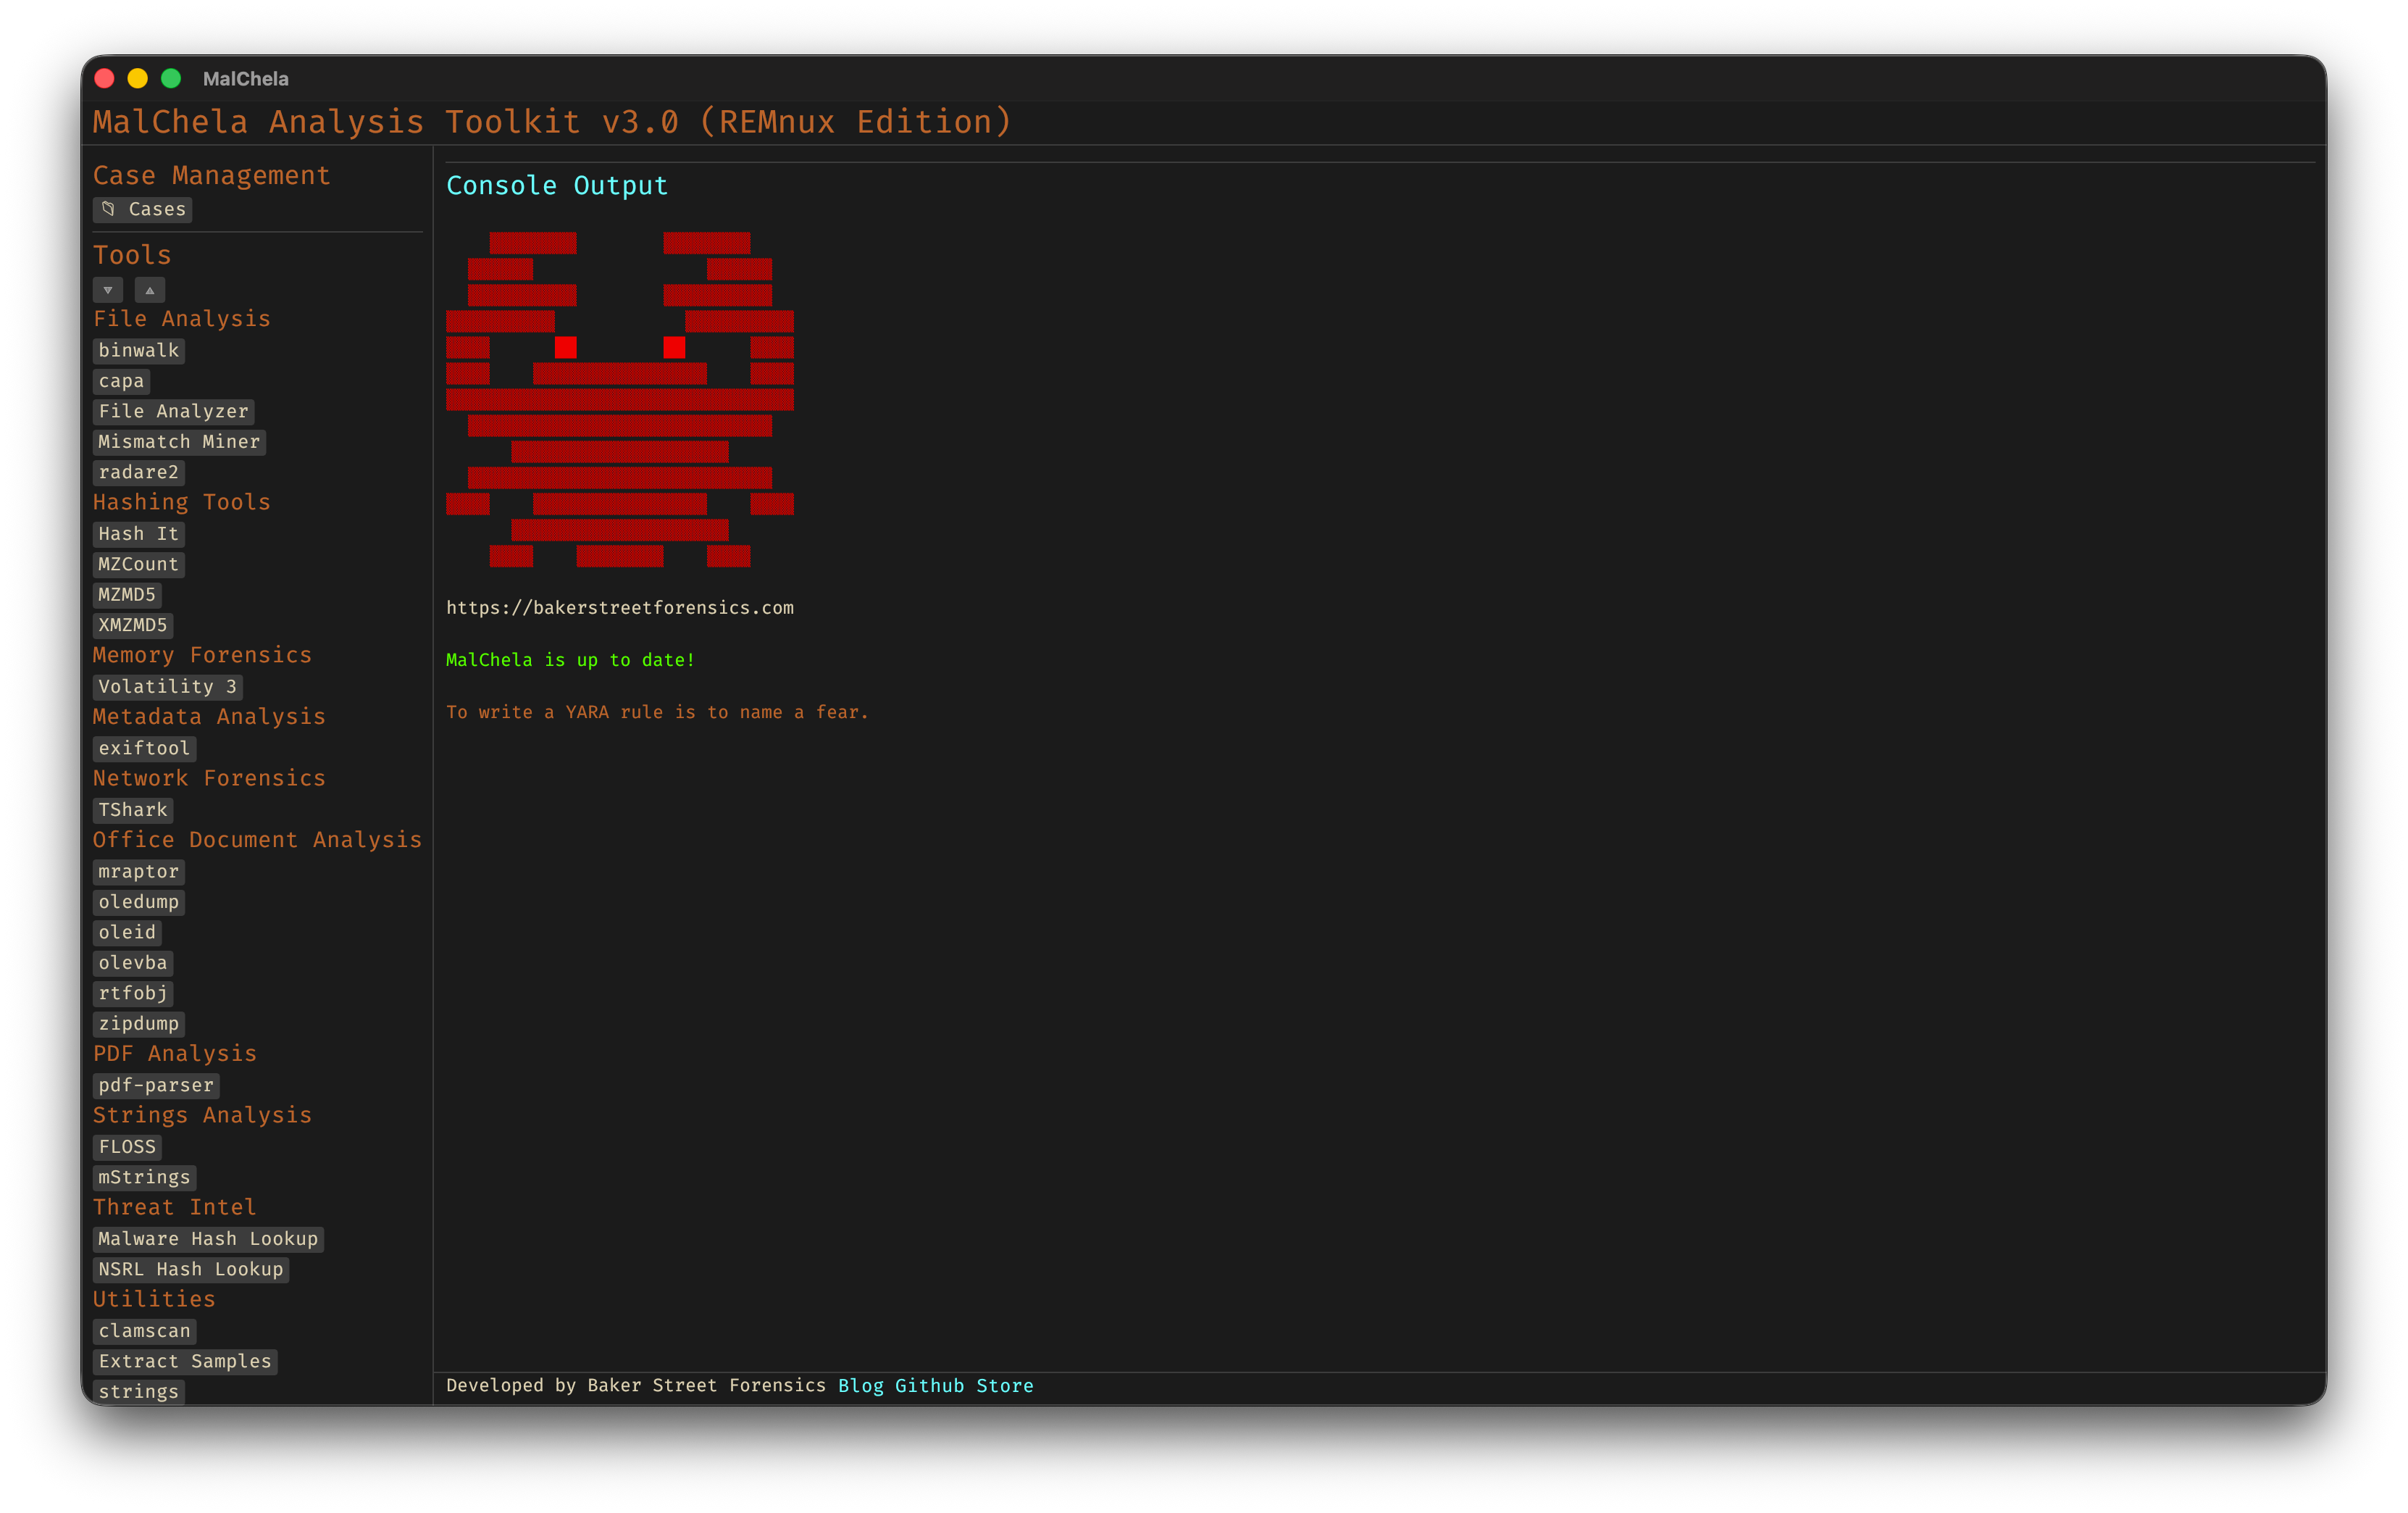 MalChela
MalChela Analysis Toolkit v3.0 (REMnux Edition)
Case Management
Cases
Tools
File Analysis
binwalk
capa
File Analyzer
Mismatch Miner
radare2
Hashing Tools
Hash It
MZCount
MZMD5
XMZMD5
Memory Forensics
Volatility 3
Metadata Analysis
exiftool
Network Forensics
TShark
Office Document Analysis
mraptor
oledump
oleid
olevba
rtfobj
zipdump
PDF Analysis
pdf-parser
Strings Analysis
FLOSS
mStrings
Threat Intel
Malware Hash Lookup
NSRL Hash Lookup
Utilities
clamscan
Extract Samples
strings
Console Output
https://bakerstreetforensics.com
MalChela is up to date!
To write a YARA rule is to name a fear.
Developed by Baker Street Forensics Blog Github Store